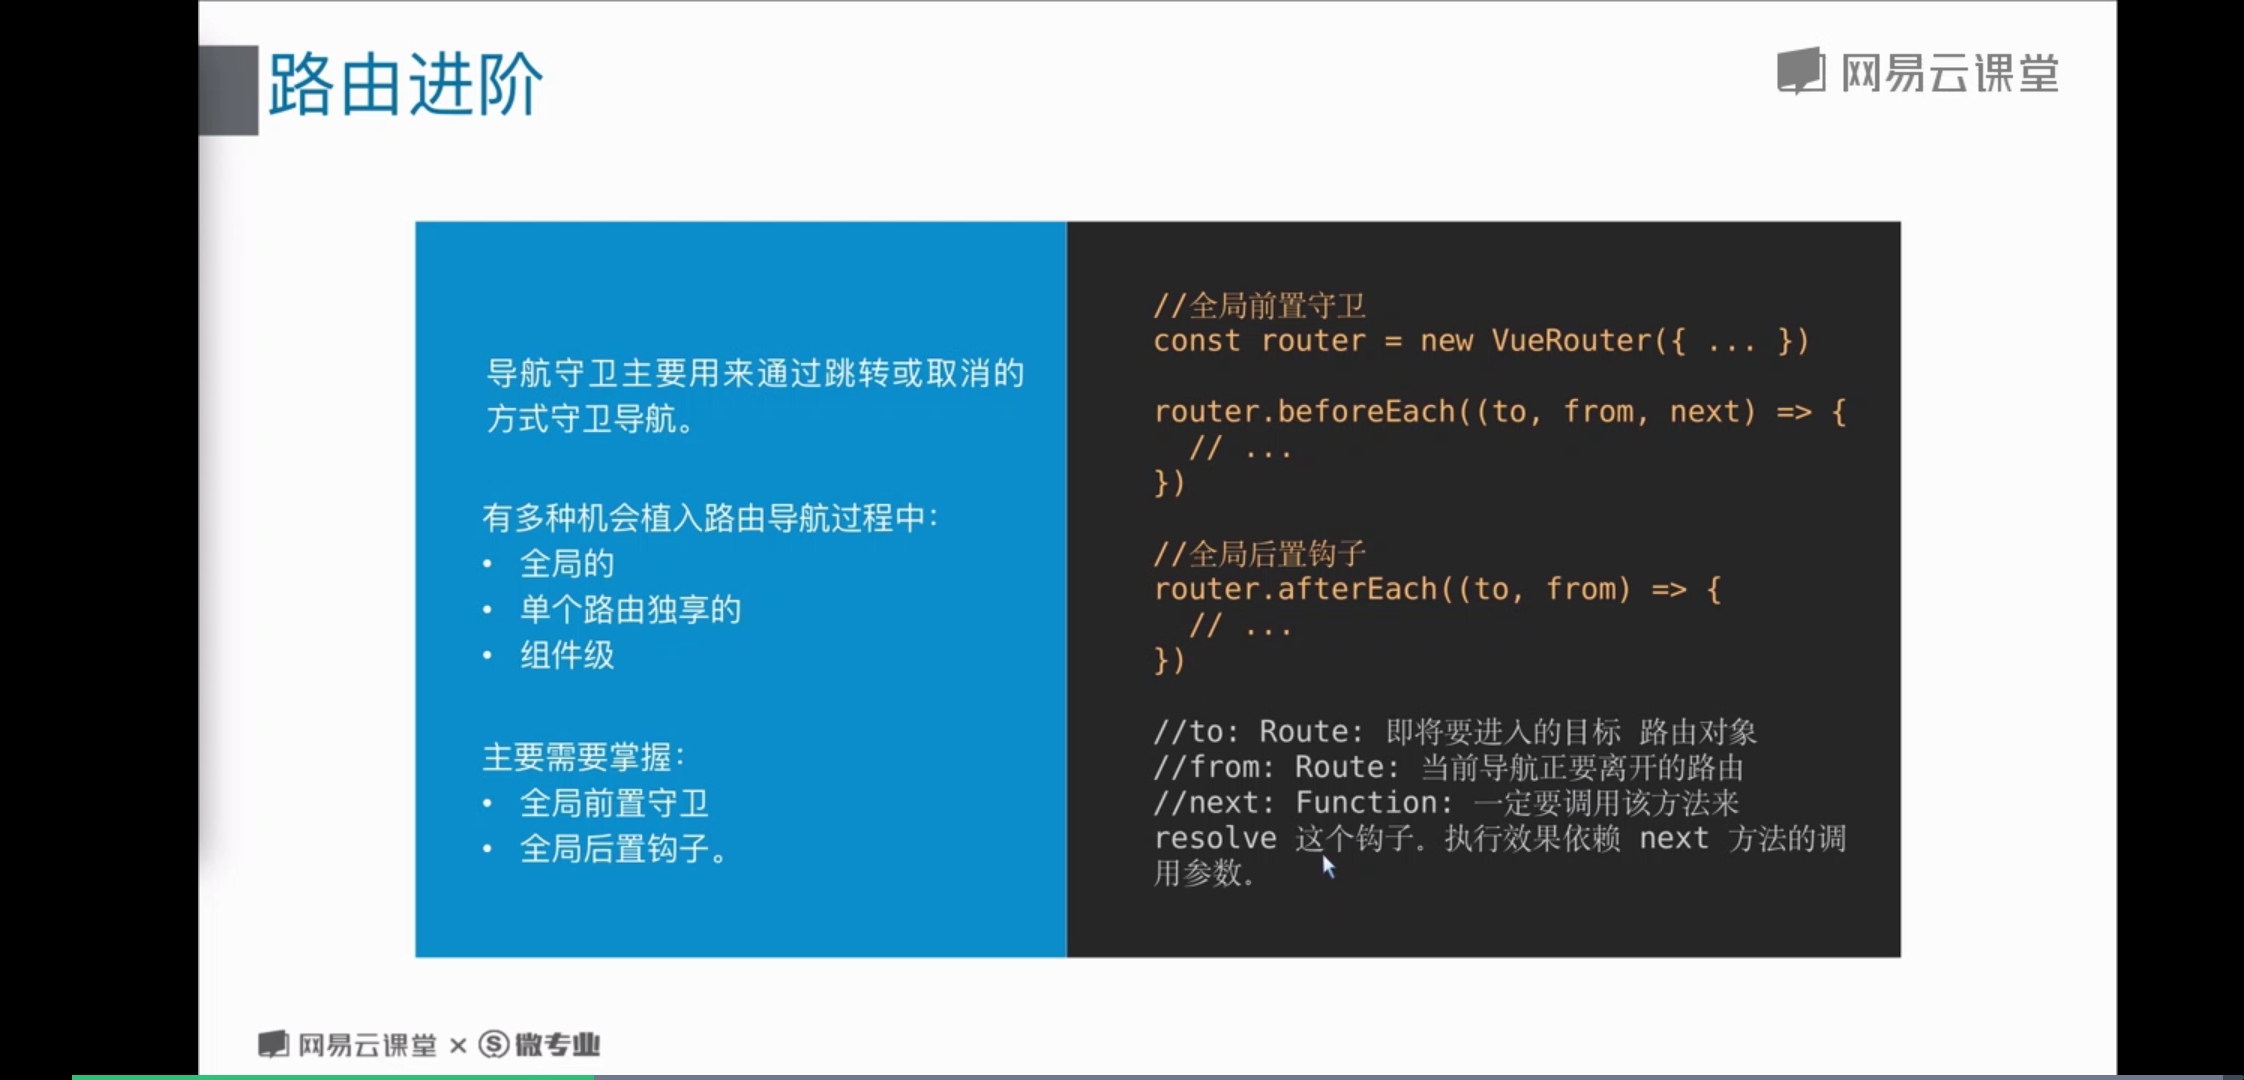 路由进阶
网易云课堂
导航守卫主要用来通过跳转或取消的
方式守卫导航。
有多种机会植入路由导航过程中：
• 全局的
• 单个路由独享的
• 组件级
主要需要掌握：
• 全局前置守卫
• 全局后置钩子。
//全局前置守卫
const router = new VueRouter({ ... })
router.beforeEach((to, from, next) => {
  // ...
})
//全局后置钩子
router.afterEach((to, from) => {
  // ...
})
//to: Route: 即将要进入的目标 路由对象
//from: Route: 当前导航正要离开的路由
//next: Function: 一定要调用该方法来
resolve 这个钩子。执行效果依赖 next 方法的调
用参数。
网易云课堂 × 微专业